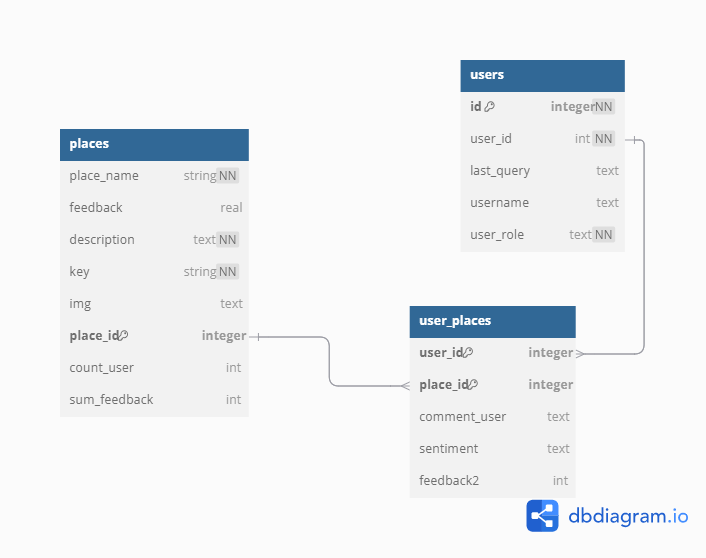 places
place_name string NN
feedback real
description text NN
key string NN
img text
place_id integer
count_user int
sum_feedback int
users
id integer NN
user_id int NN
last_query text
username text
user_role text NN
user_places
user_id integer
place_id integer
comment_user text
sentiment text
feedback2 int
dbdiagram.io